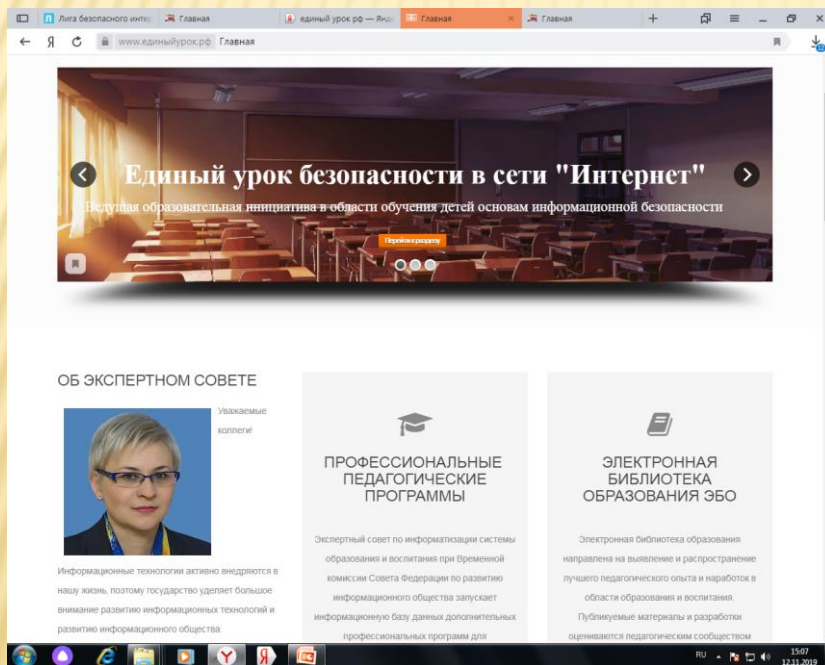 Лига безопасного интер
Главная
единый урок рф — Янде
Главная
Главная
www.единыйурок.рф Главная
Единый урок безопасности в сети "Интернет"
Ведущая образовательная инициатива в области обучения детей основам информационной безопасности
Перейти к разделу
ОБ ЭКСПЕРТНОМ СОВЕТЕ
Уважаемые
коллеги!
Информационные технологии активно внедряются в
нашу жизнь, поэтому государство уделяет большое
внимание развитию информационных технологий и
развитию информационного общества.
ПРОФЕССИОНАЛЬНЫЕ
ПЕДАГОГИЧЕСКИЕ
ПРОГРАММЫ
Экспертный совет по информатизации системы
образования и воспитания при Временной
комиссии Совета Федерации по развитию
информационного общества запускает
информационную базу данных дополнительных
профессиональных программ для
ЭЛЕКТРОННАЯ
БИБЛИОТЕКА
ОБРАЗОВАНИЯ ЭБО
Электронная библиотека образования
направлена на выявление и распространение
лучшего педагогического опыта и наработок в
области образования и воспитания.
Публикуемые материалы и разработки
оцениваются педагогическим сообществом
RU
15:07
12.11.2019